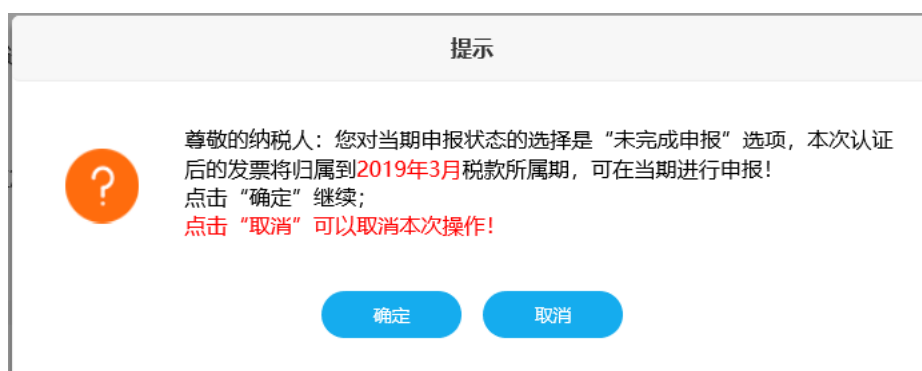 提示
尊敬的纳税人：您对当期申报状态的选择是“未完成申报”选项，本次认证
后的发票将归属到2019年3月税款所属期，可在当期进行申报！
点击“确定”继续；
点击“取消”可以取消本次操作！
确定 取消